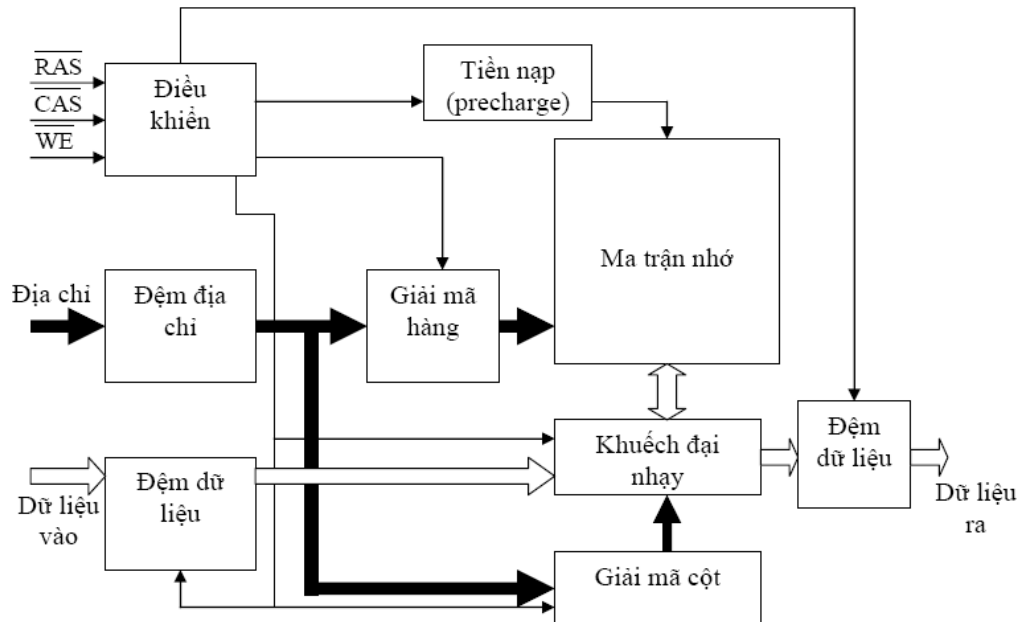 RAS
CAS
WE
Điều
khiển
Tiền nạp
(precharge)
Ma trận nhớ
Địa chỉ
Đệm địa
chỉ
Giải mã
hàng
Dữ liệu
vào
Đệm dữ
liệu
Khuếch đại
nhạy
Đệm
dữ liệu
Dữ liệu
ra
Giải mã cột